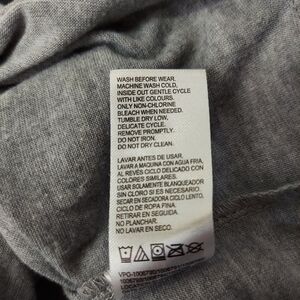 WASH BEFORE WEAR.
MACHINE WASH COLD,
INSIDE OUT GENTLE CYCLE
WITH LIKE COLOURS.
ONLY NON-CHLORINE
BLEACH WHEN NEEDED.
TUMBLE DRY LOW.
DELICATE CYCLE.
REMOVE PROMPTLY.
DO NOT IRON.
DO NOT DRY CLEAN.
LAVAR ANTES DE USAR.
LAVAR A MAQUINA CON AGUA FRIA,
AL REVÉS CICLO DELICADO CON
COLORES SIMILARES.
USAR SOLAMENTE BLANQUEADOR
SIN CLORO SI ES NECESARIO.
SECAR EN SECADORA CICLO LENTO,
CICLO DE ROPA FINA.
RETIRAR EN SEGUIDA.
NO PLANCHAR.
NO LAVAR EN SECO.